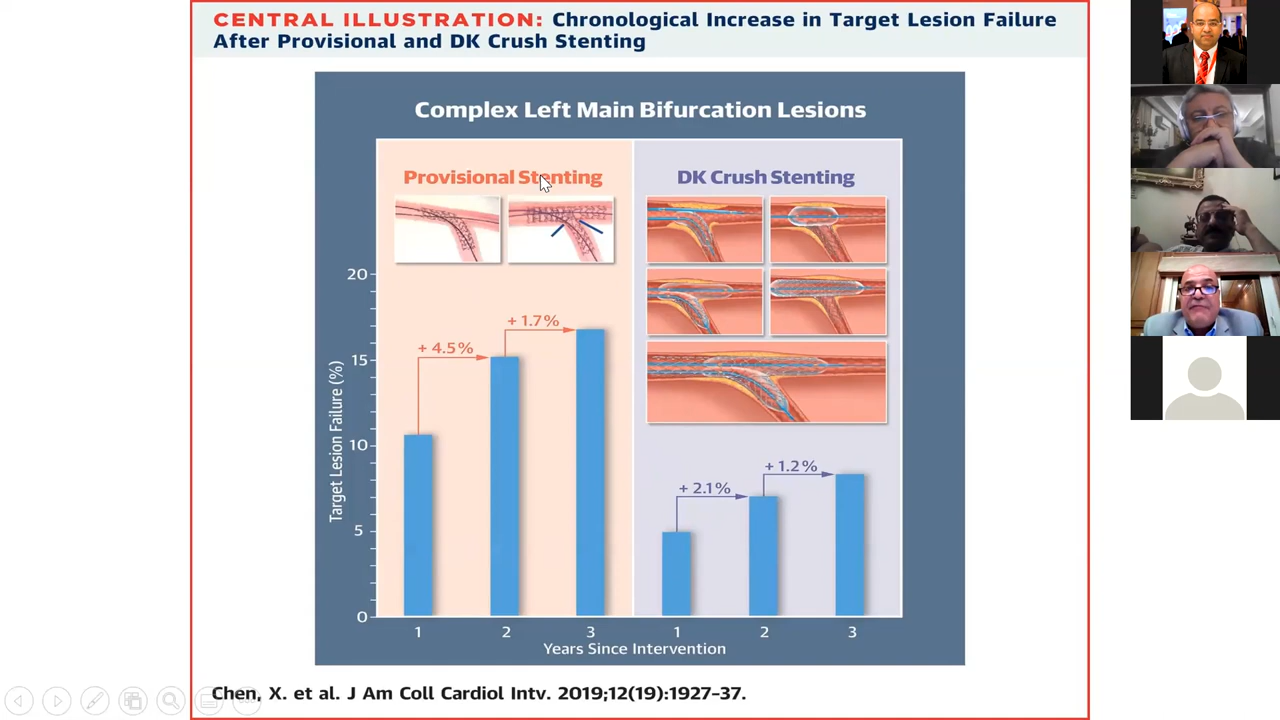 CENTRAL ILLUSTRATION: Chronological Increase in Target Lesion Failure
After Provisional and DK Crush Stenting
Complex Left Main Bifurcation Lesions
Provisional Stenting
DK Crush Stenting
Target Lesion Failure (%)
20
15
10
5
0
+ 4.5%
+ 1.7%
+ 2.1%
+ 1.2%
1 2 3 1 2 3
Years Since Intervention
Chen, X. et al. J Am Coll Cardiol Intv. 2019;12(19):1927–37.